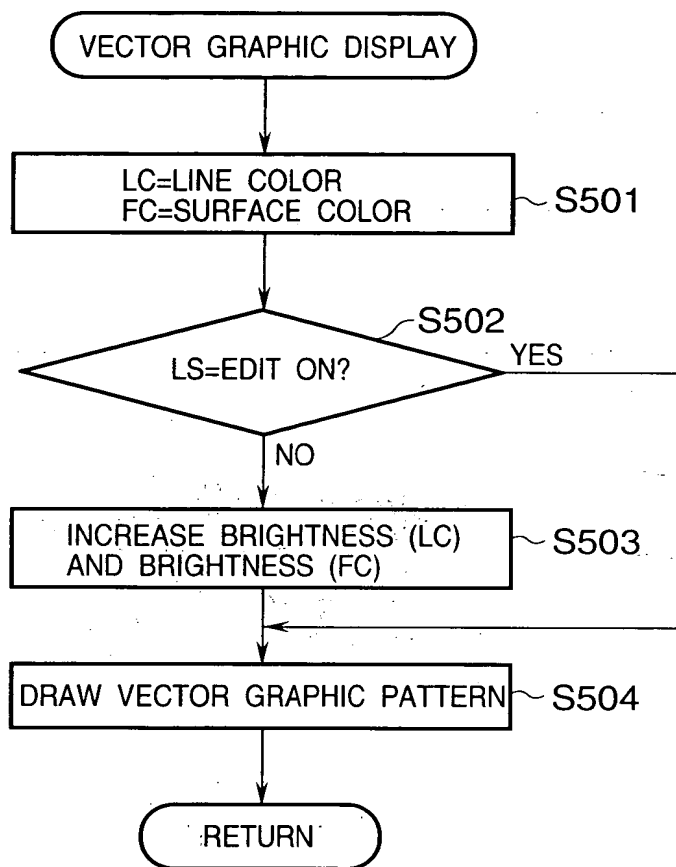 VECTOR GRAPHIC DISPLAY
LC=LINE COLOR
FC=SURFACE COLOR
S501
S502
LS=EDIT ON?
YES
NO
INCREASE BRIGHTNESS (LC)
AND BRIGHTNESS (FC)
S503
DRAW VECTOR GRAPHIC PATTERN
S504
RETURN